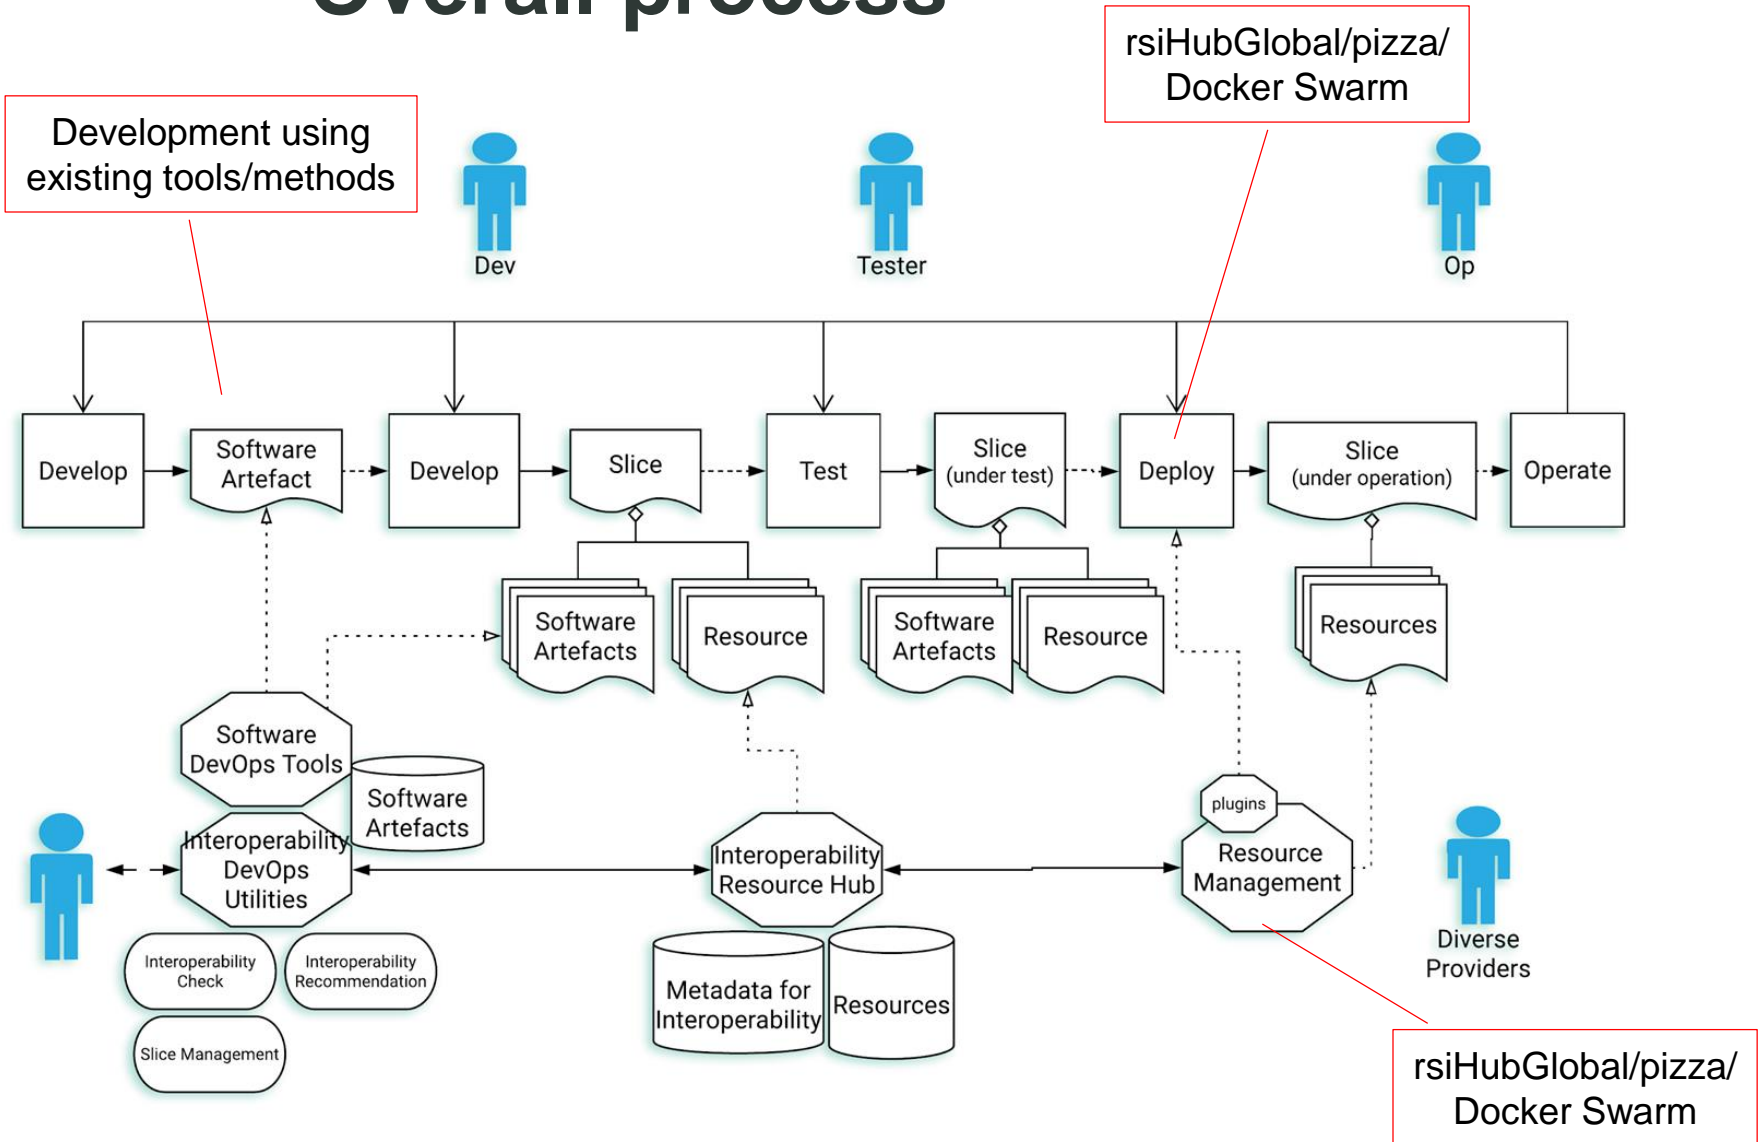 Overall process
rsiHubGlobal/pizza/
Docker Swarm
Development using
existing tools/methods
Dev
Tester
Op
Develop
Software
Artefact
Develop
Slice
Test
Slice
(under test)
Deploy
Slice
(under operation)
Operate
Software
Artefacts
Resource
Software
Artefacts
Resource
Resources
Software
DevOps Tools
Software
Artefacts
plugins
Interoperability
DevOps
Utilities
Interoperability
Resource Hub
Resource
Management
Diverse
Providers
Interoperability
Check
Interoperability
Recommendation
Metadata for
Interoperability
Resources
Slice Management
rsiHubGlobal/pizza/
Docker Swarm